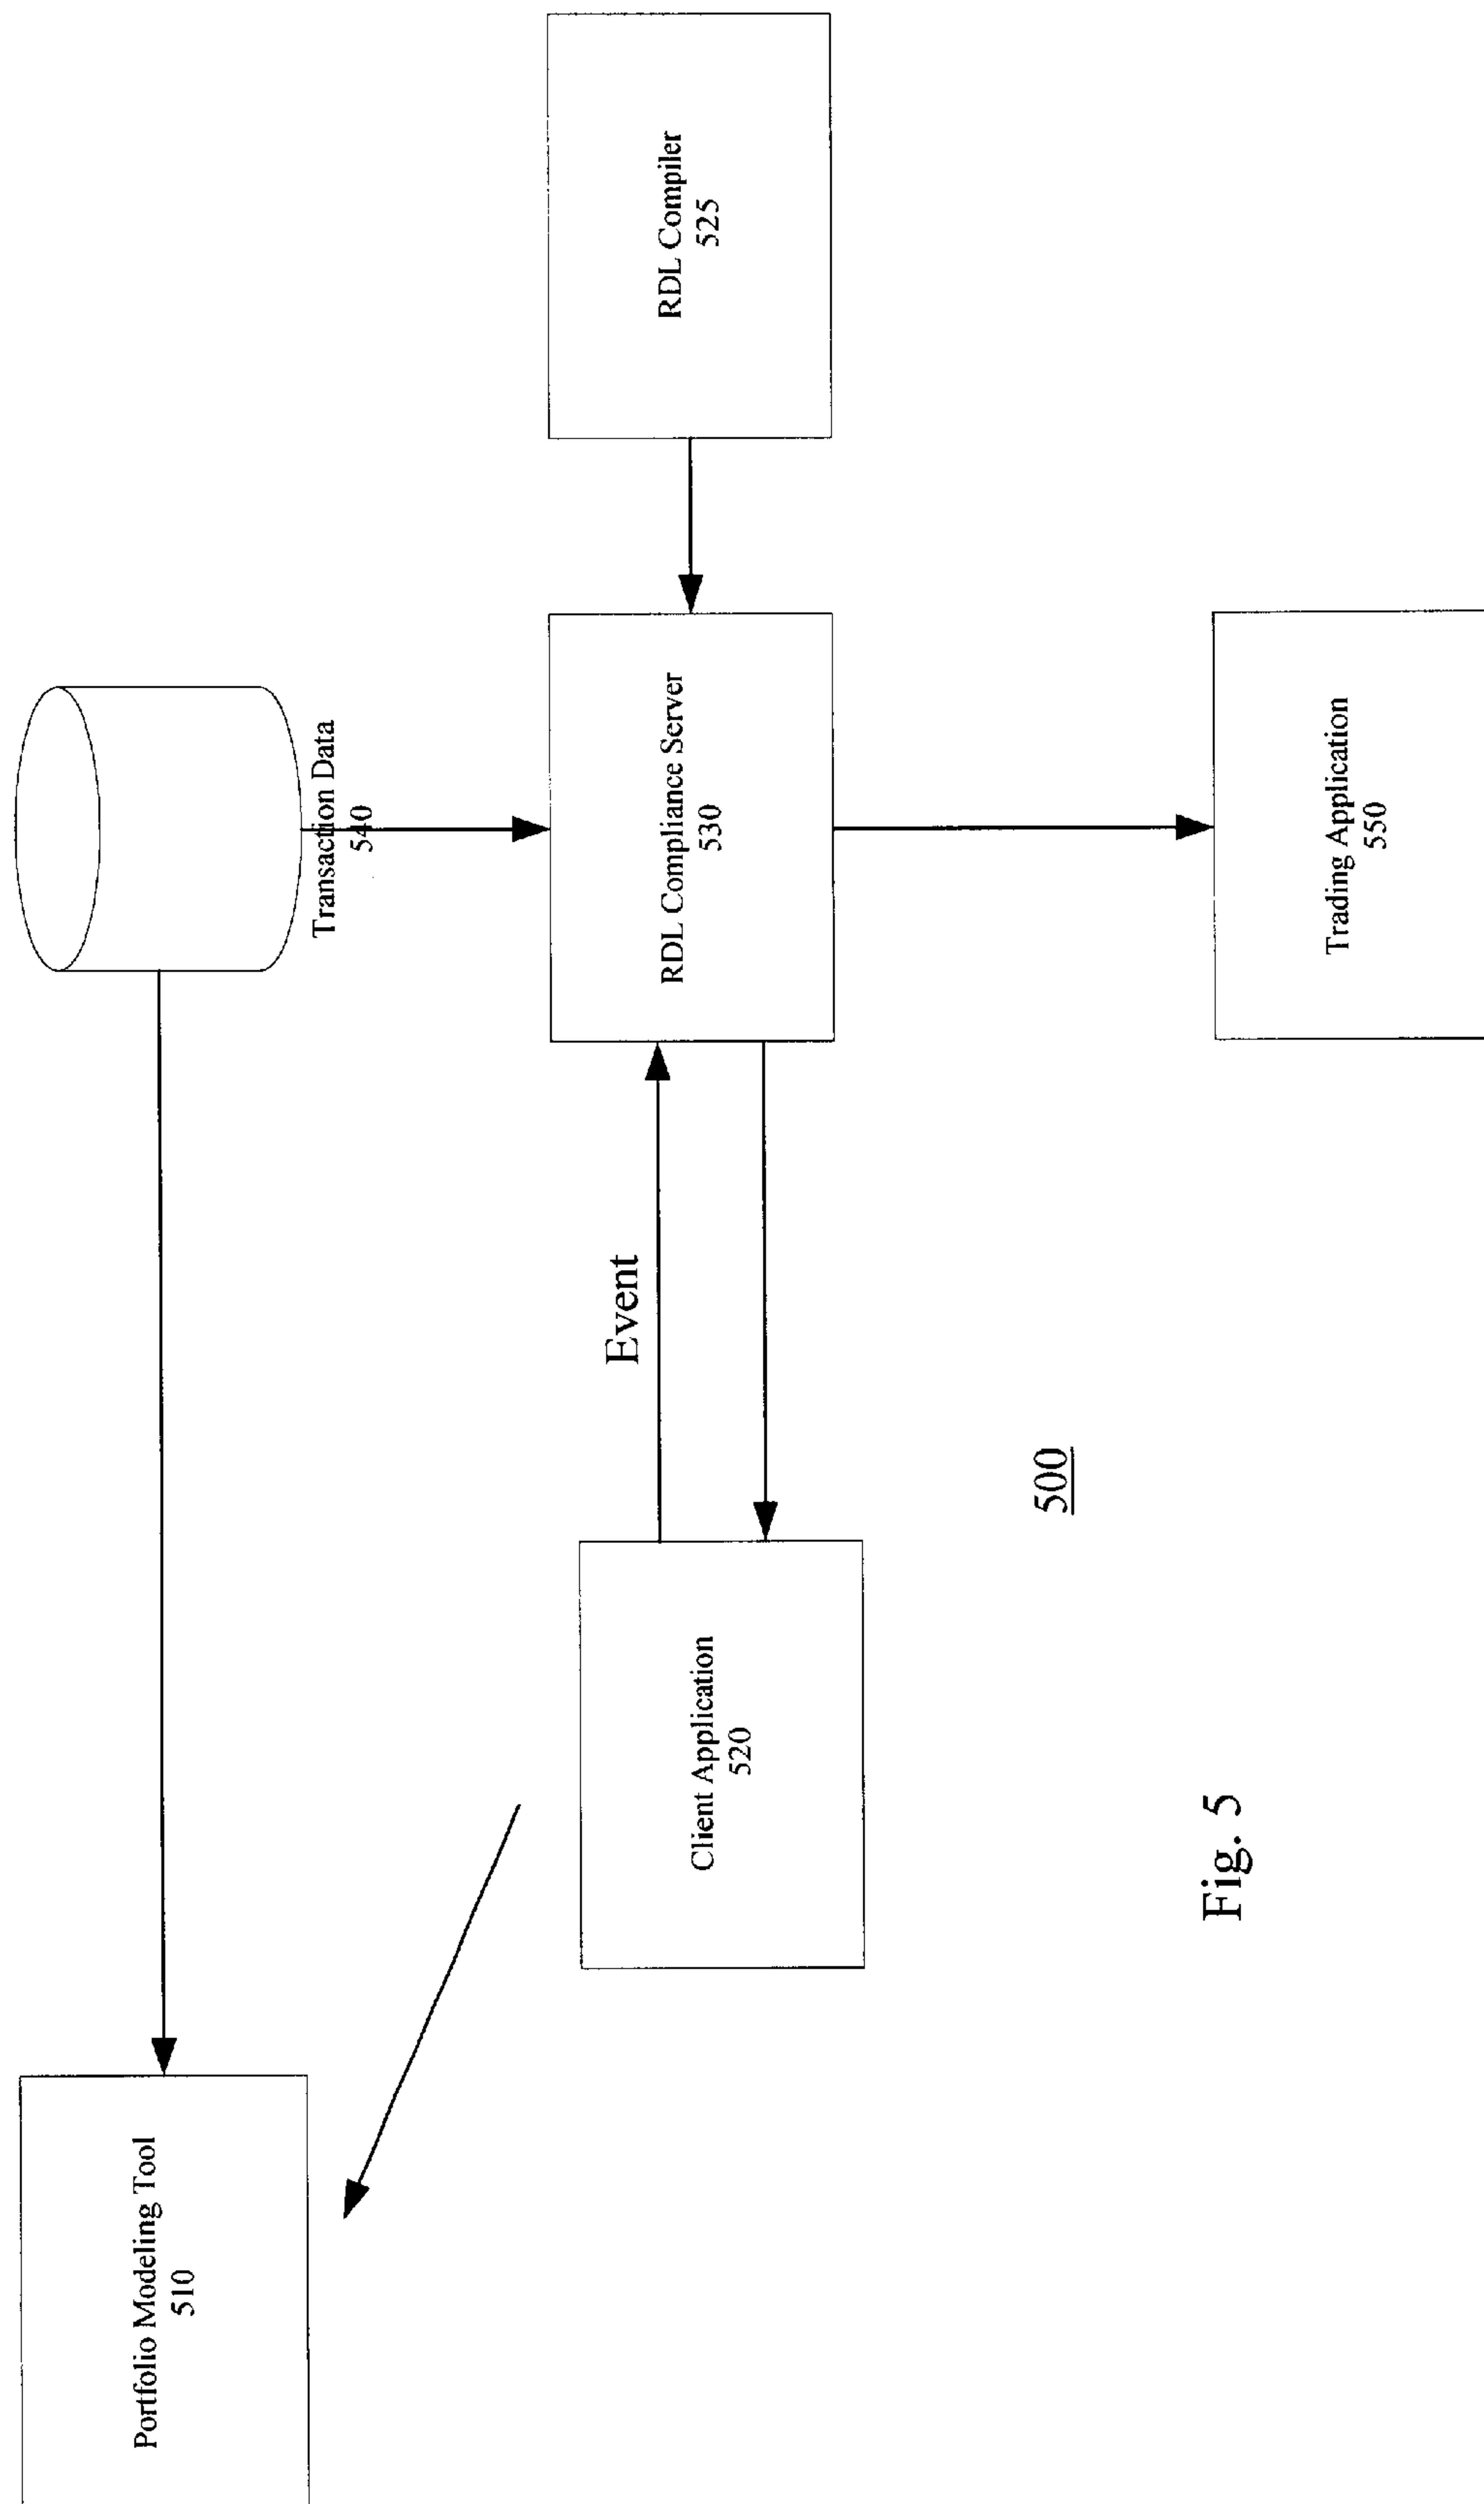 Transaction Data
540
Portfolio Modeling Tool
510
Event
Client Application
520
RDL Compliance Server
530
RDL Compiler
525
500
Trading Application
550
Fig. 5